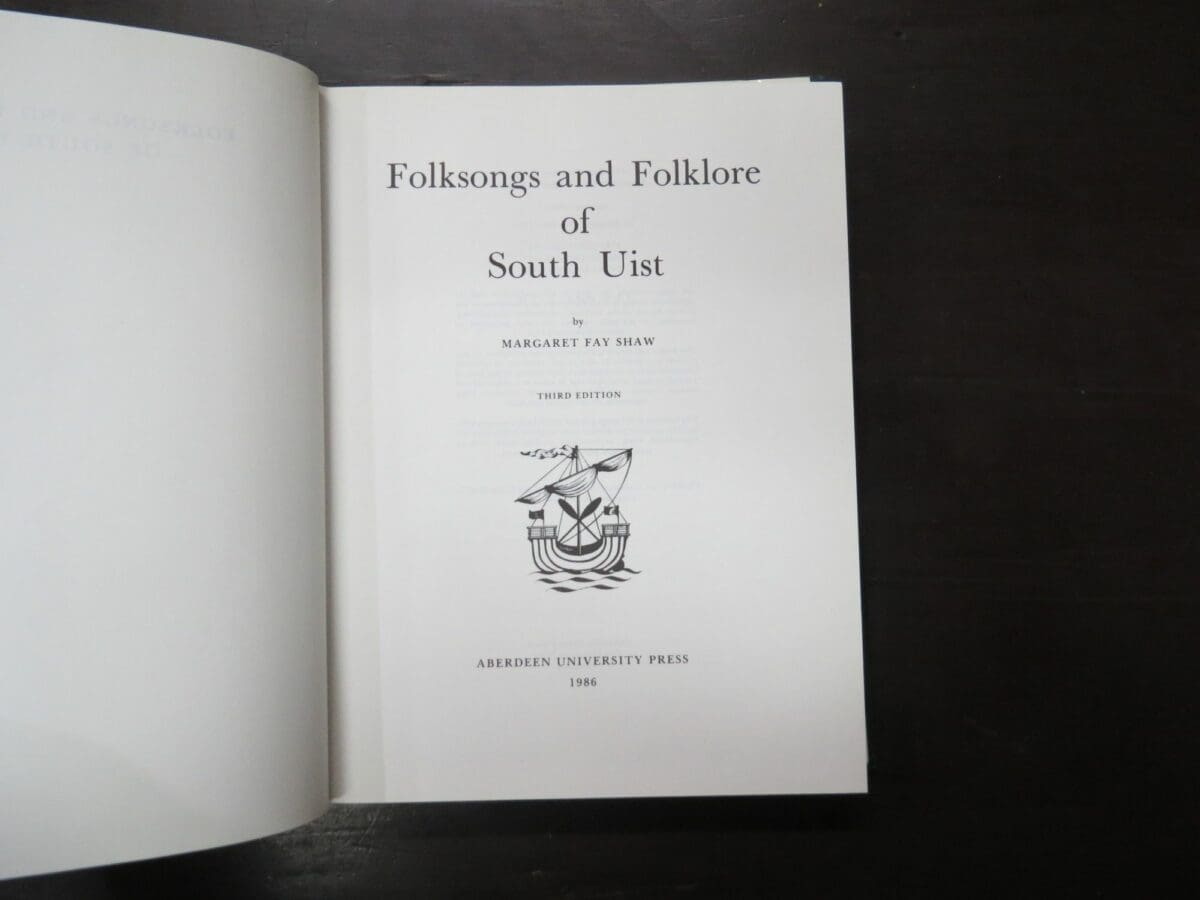 Folksongs and Folklore
of
South Uist
by
MARGARET FAY SHAW
THIRD EDITION
ABERDEEN UNIVERSITY PRESS
1986